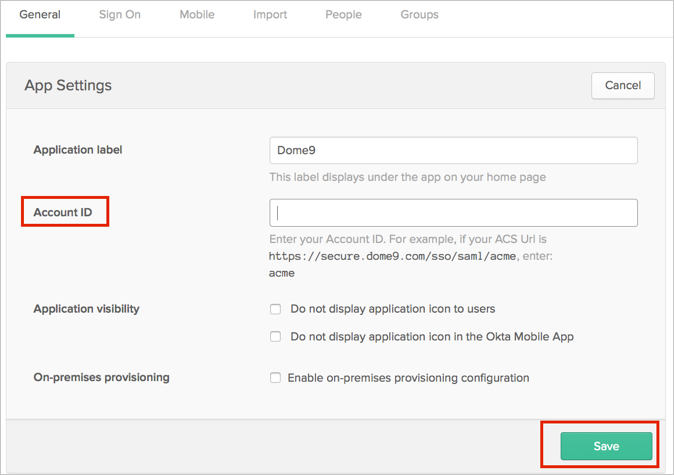 General Sign On Mobile Import People Groups
App Settings Cancel
Application label Dome9
This label displays under the app on your home page
Account ID
Enter your Account ID. For example, if your ACS Url is
https://secure.dome9.com/sso/saml/acme, enter:
acme
Application visibility Do not display application icon to users
Do not display application icon in the Okta Mobile App
On-premises provisioning Enable on-premises provisioning configuration
Save